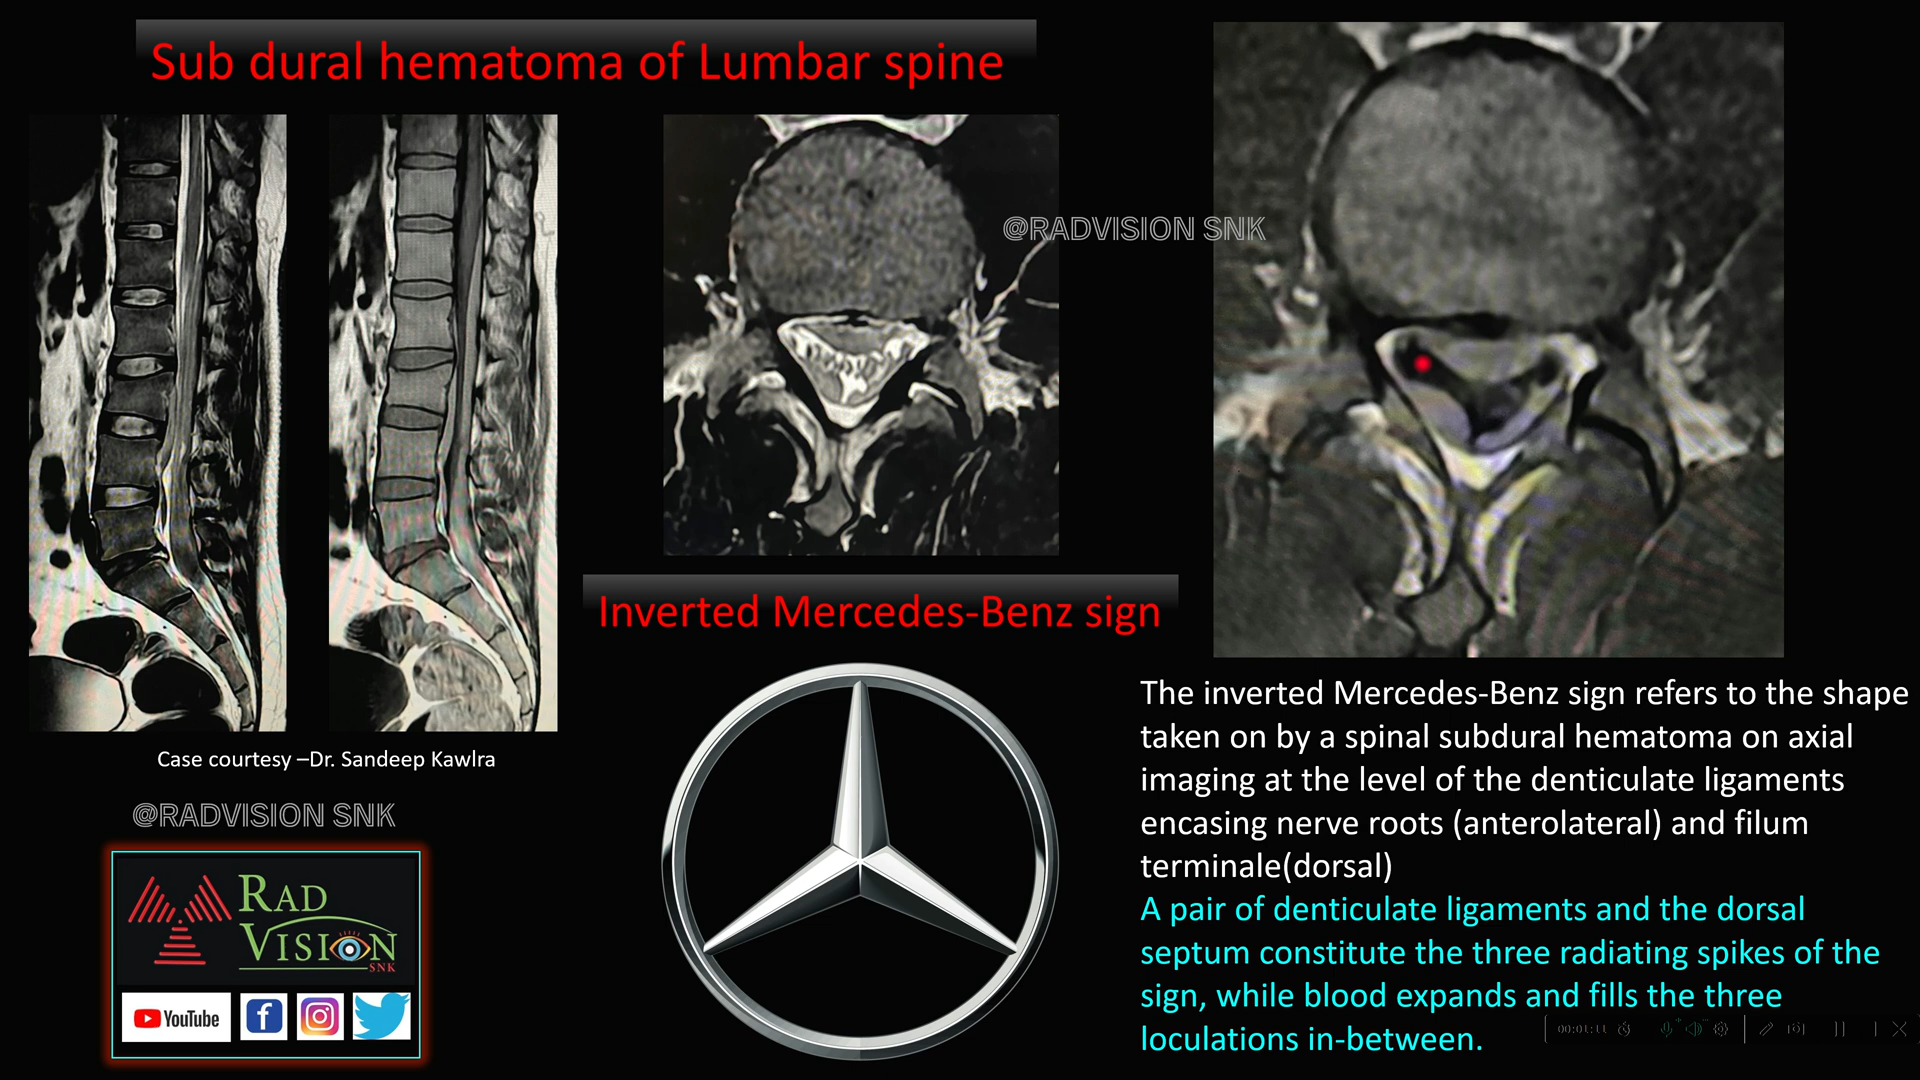 Sub dural hematoma of Lumbar spine
@RADVISION SNK
Inverted Mercedes-Benz sign
The inverted Mercedes-Benz sign refers to the shape
taken on by a spinal subdural hematoma on axial
imaging at the level of the denticulate ligaments
encasing nerve roots (anterolateral) and filum
terminale(dorsal)
A pair of denticulate ligaments and the dorsal
septum constitute the three radiating spikes of the
sign, while blood expands and fills the three
loculations in-between.
Case courtesy –Dr. Sandeep Kawlra
@RADVISION SNK
RAD
VISION
SNK
YouTube
00:01:11